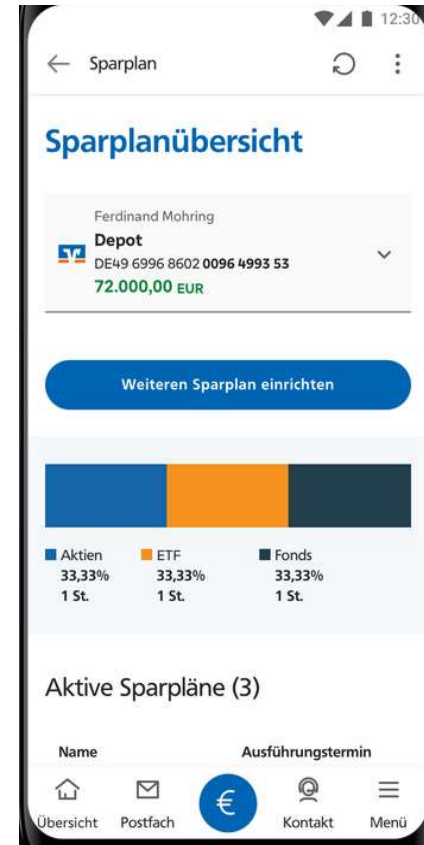 12:30
Sparplan
Sparplanübersicht
Ferdinand Mohring
Depot
DE49 6996 8602 0096 4993 53
72.000,00 EUR
Weiteren Sparplan einrichten
Aktien ETF Fonds
33,33% 33,33% 33,33%
1 St. 1 St. 1 St.
Aktive Sparpläne (3)
Name Ausführungstermin
€
Übersicht Postfach Kontakt Menü